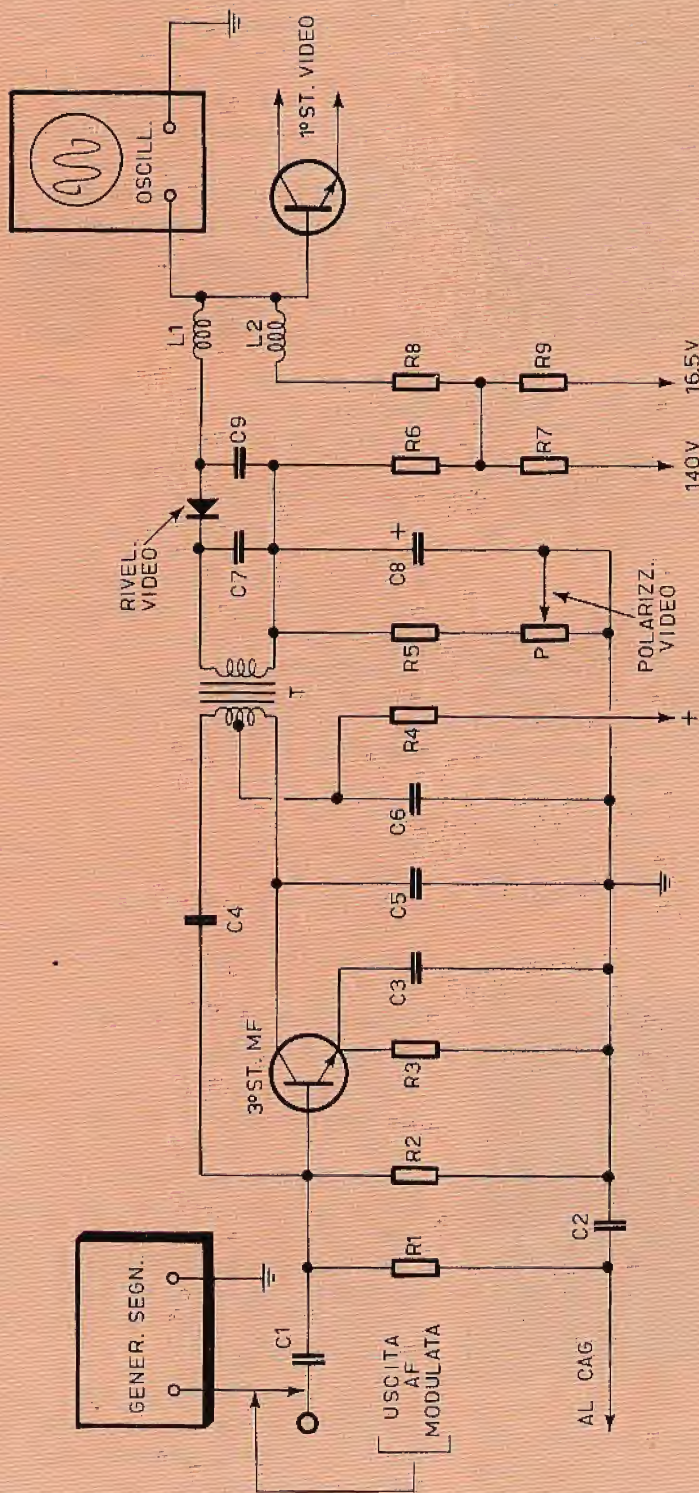 GENER. SEGN.
USCITA
AF
MODULATA
AL CAG
C1
R1
C2
R2
3° ST. MF
R3
C3
C4
C5
C6
R4
+
T
R5
P
POLARIZZ.
VIDEO
C7
C8
+
RIVEL.
VIDEO
C9
R6
R7
140 V
L1
L2
R8
R9
16.5 V
OSCILL.
1° ST. VIDEO